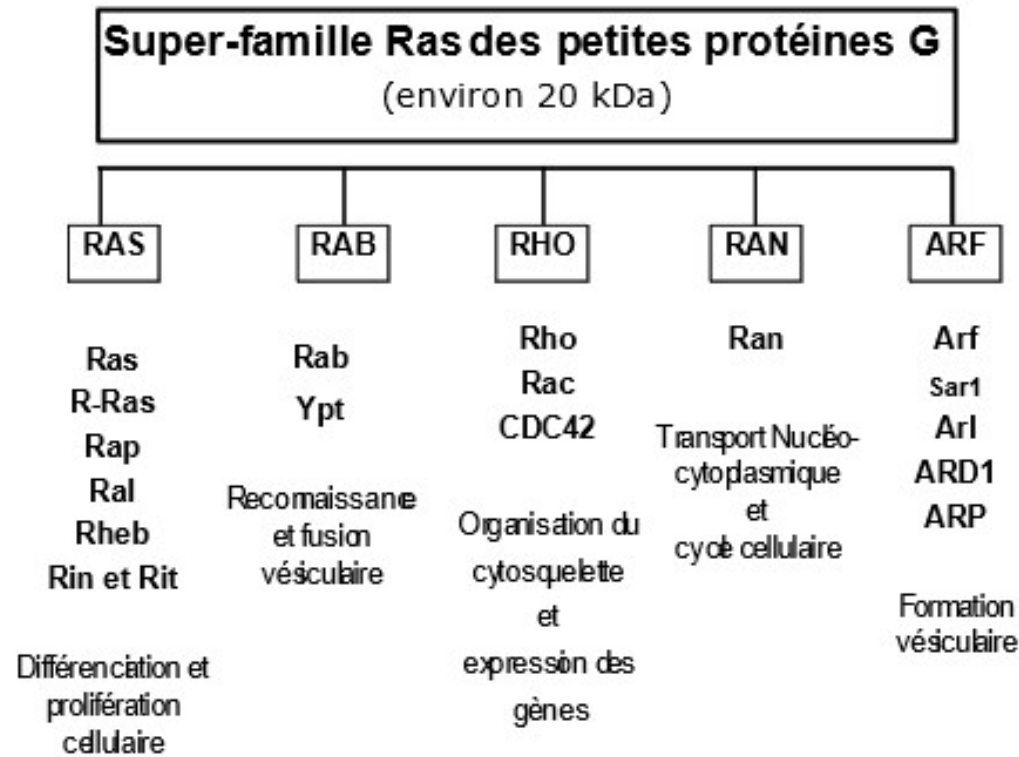 Super-famille Ras des petites protéines G
(environ 20 kDa)
RAS
RAB
RHO
RAN
ARF
Ras
R-Ras
Rap
Ral
Rheb
Rin et Rit
Différenciation et
prolifération
cellulaire
Rab
Ypt
Reconnaissance
et fusion
vésiculaire
Rho
Rac
CDC42
Organisation du
cytosquelette
et
expression des
gènes
Ran
Transport Nucléo-
cytoplasmique
et
cycle cellulaire
Arf
Sar1
Arl
ARD1
ARP
Formation
vésiculaire